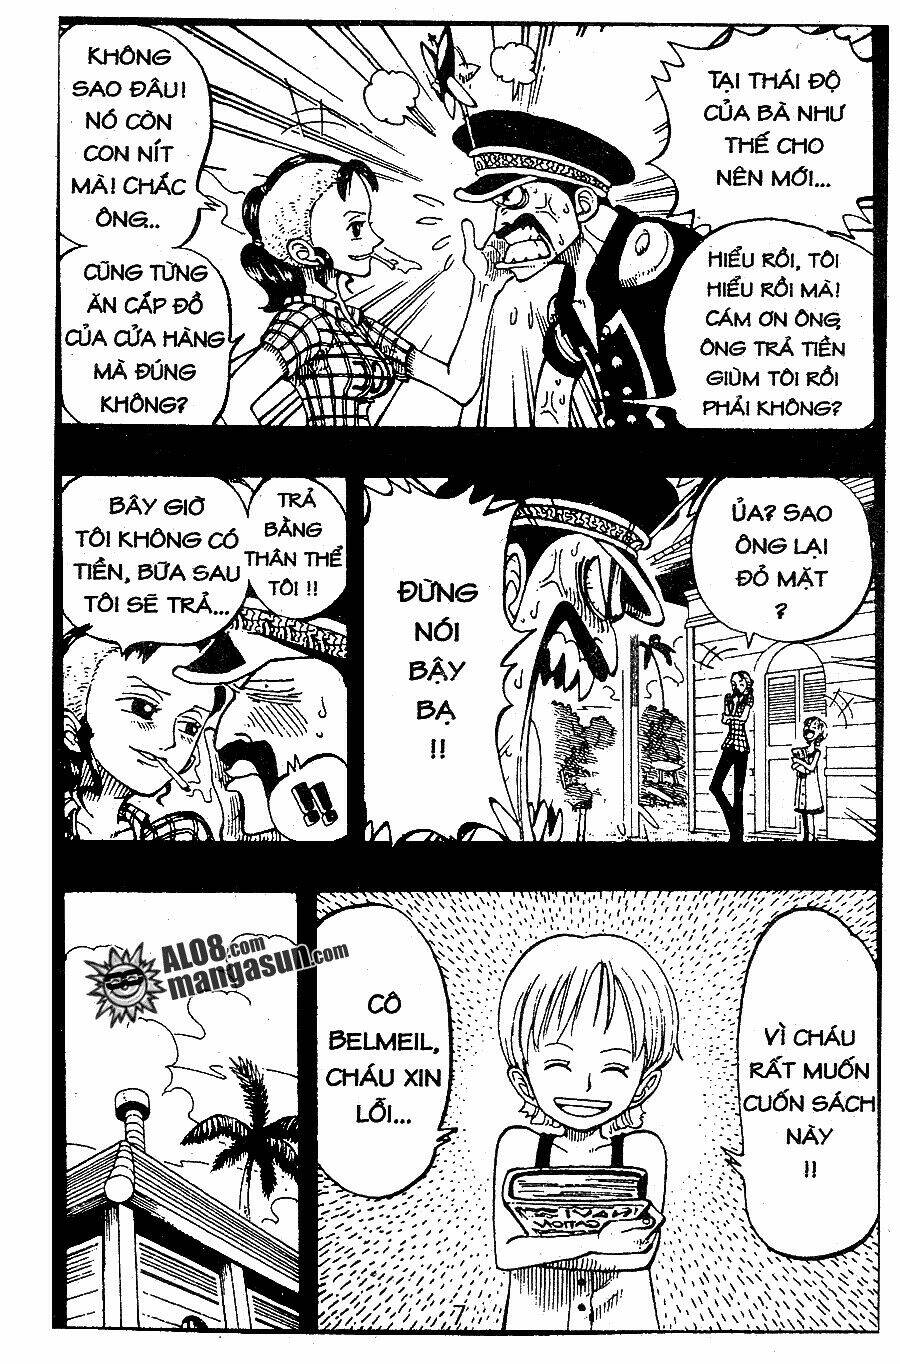 TẠI THÁI ĐỘ
CỦA BÀ NHƯ
THẾ CHO
NÊN MỚI...
HIỂU RỒI, TÔI
HIỂU RỒI MÀ!
CÁM ƠN ÔNG,
ÔNG TRẢ TIỀN
GIÙM TÔI RỒI
PHẢI KHÔNG?
KHÔNG
SAO ĐÂU!
NÓ CÒN
CON NÍT
MÀ! CHẮC
ÔNG...
CŨNG TỪNG
ĂN CẮP ĐỒ
CỦA CỬA HÀNG
MÀ ĐÚNG
KHÔNG?
ỦA? SAO
ÔNG LẠI
ĐỎ MẶT
?
ĐỪNG
NÓI
BẬY
BẠ
!!
TRẢ
BẰNG
THÂN THỂ
TÔI !!
BÂY GIỜ
TÔI KHÔNG CÓ
TIỀN, BỮA SAU
TÔI SẼ TRẢ...
!!
VÌ CHÁU
RẤT MUỐN
CUỐN SÁCH
NÀY
!!
CÔ
BELMEIL,
CHÁU XIN
LỖI...
ALO8.com
mangasun.com
7